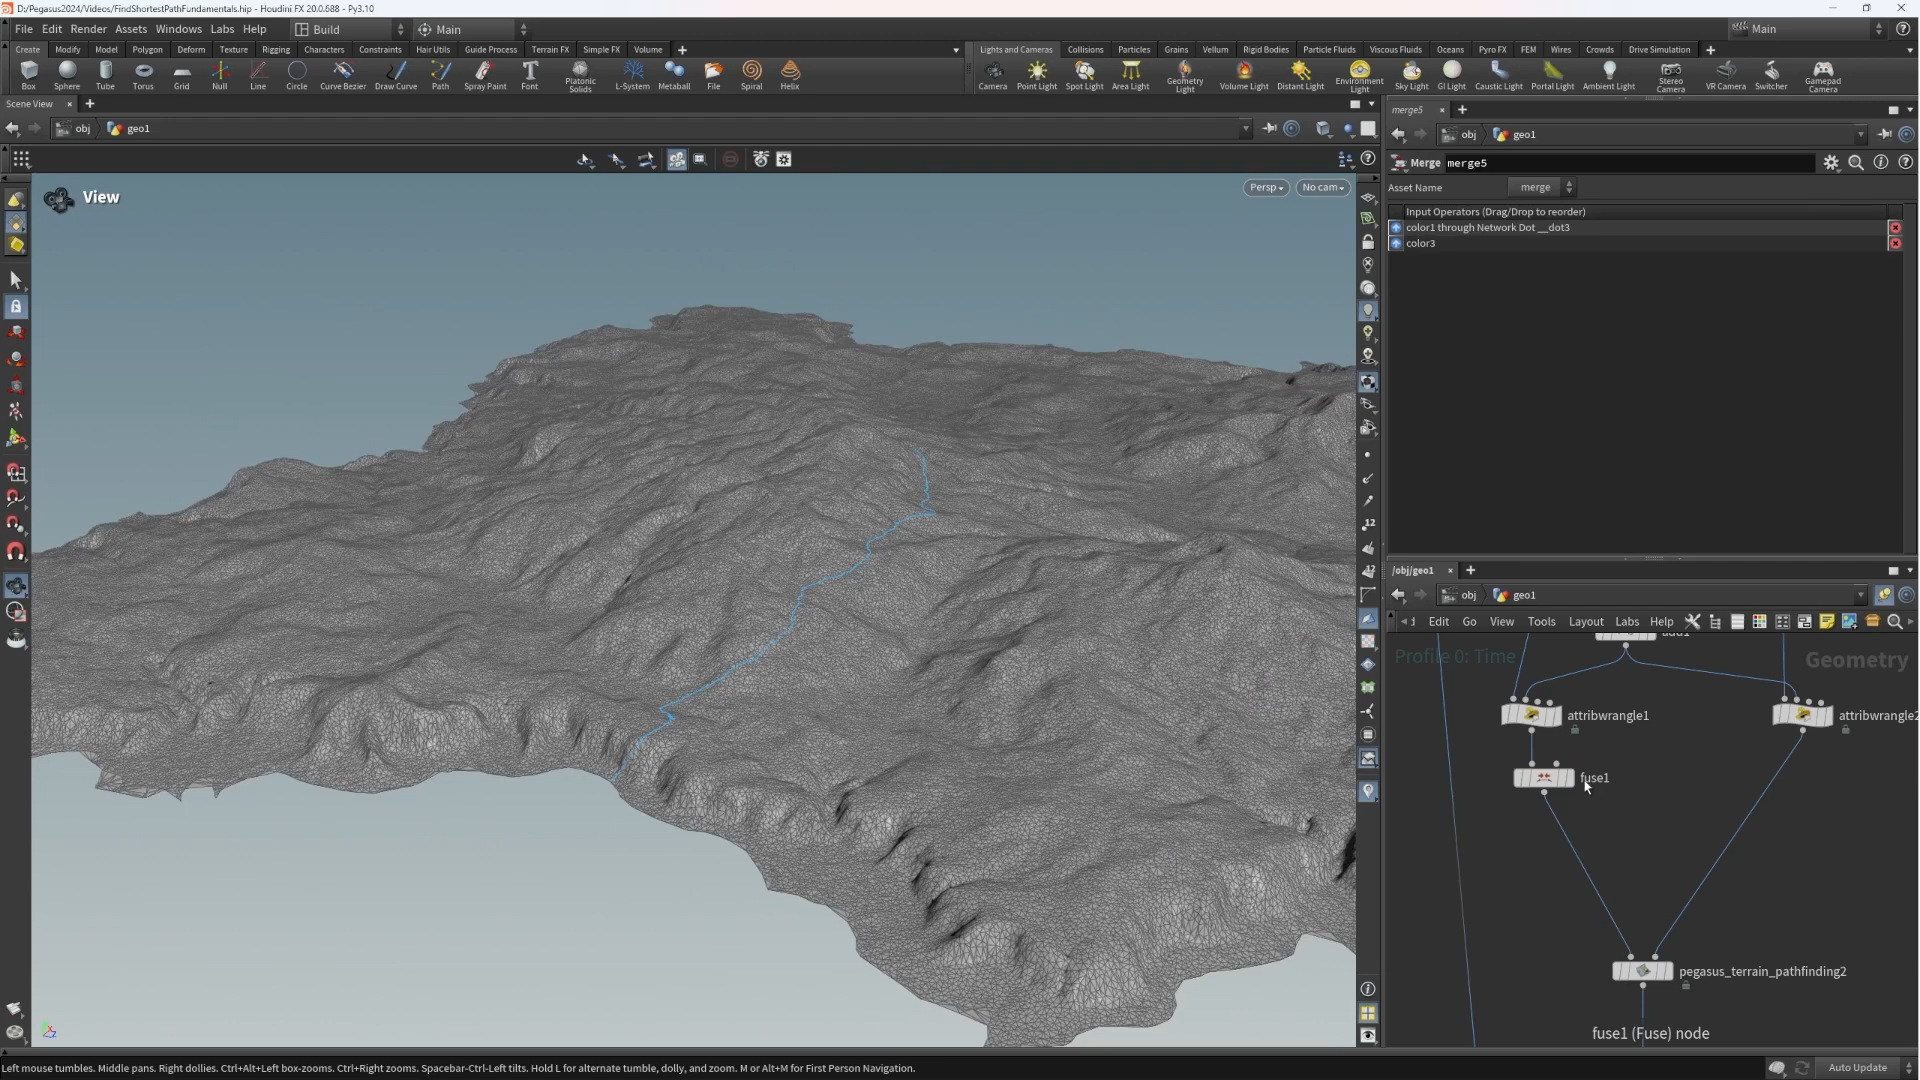 D:/Pegasus2024/Videos/FindShortestPathFundamentals.hip - Houdini FX 20.0.688 - Py3.10
File Edit Render Assets Windows Labs Help Build Main Main
Create Modify Model Polygon Deform Texture Rigging Characters Constraints Hair Utils Guide Process Terrain FX Simple FX Volume
Lights and Cameras Collisions Particles Grains Vellum Rigid Bodies Particle Fluids Viscous Fluids Oceans Pyro FX FEM Wires Crowds Drive Simulation
Box Sphere Tube Torus Grid Null Line Circle Curve Bezier Draw Curve Path Spray Paint Font Platonic Solids L-System Metaball File Spiral Helix
Camera Point Light Spot Light Area Light Geometry Light Volume Light Distant Light Environment Light Sky Light GI Light Caustic Light Portal Light Ambient Light Stereo Camera VR Camera Switcher Gamepad Camera
Scene View
obj geo1
View
Persp No cam
12
12
merge5
obj geo1
Merge merge5
Asset Name merge
Input Operators (Drag/Drop to reorder)
color1 through Network Dot __dot3
color3
/obj/geo1
obj geo1
Edit Go View Tools Layout Labs Help
Profile 0: Time
Geometry
attribwrangle1
attribwrangle2
fuse1
pegasus_terrain_pathfinding2
fuse1 (Fuse) node
Left mouse tumbles. Middle pans. Right dollies. Ctrl+Alt+Left box-zooms. Ctrl+Right zooms. Spacebar-Ctrl-Left tilts. Hold L for alternate tumble, dolly, and zoom. M or Alt+M for First Person Navigation.
Auto Update